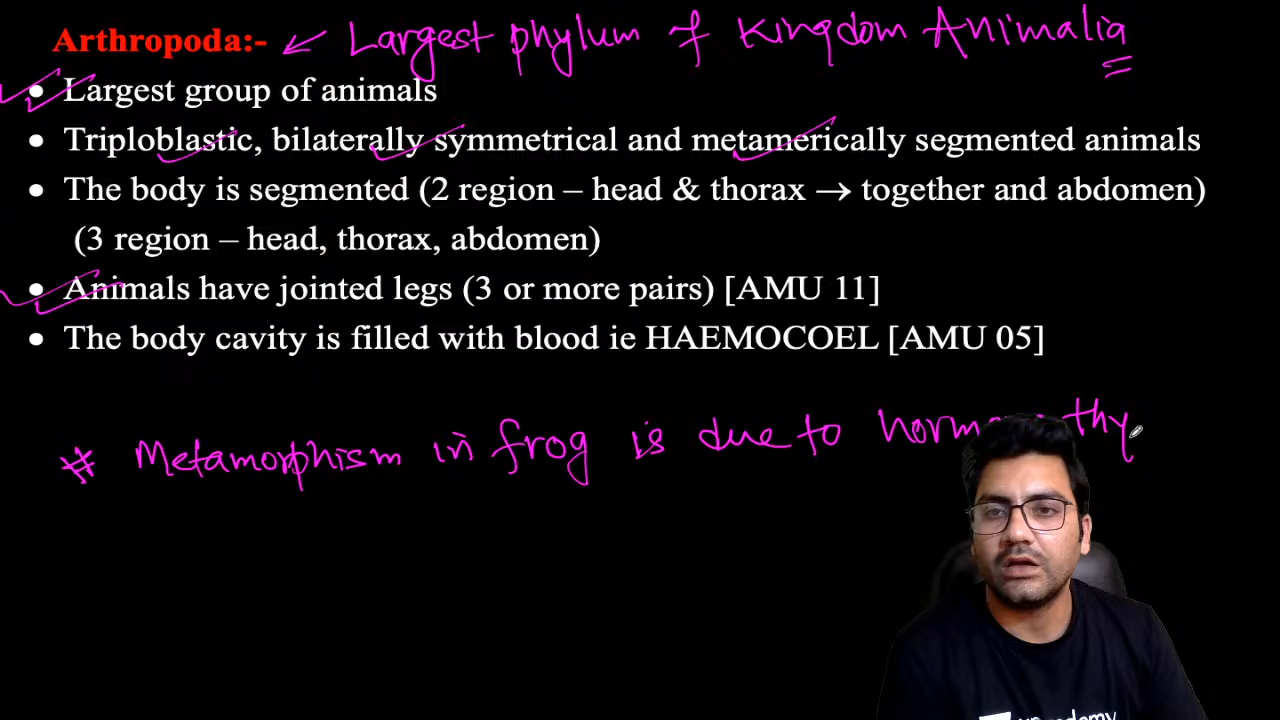 Arthropoda:- Largest phylum of Kingdom Animalia
• Largest group of animals
• Triploblastic, bilaterally symmetrical and metamerically segmented animals
• The body is segmented (2 region – head & thorax → together and abdomen)
(3 region – head, thorax, abdomen)
• Animals have jointed legs (3 or more pairs) [AMU 11]
• The body cavity is filled with blood ie HAEMOCOEL [AMU 05]
# Metamorphism in frog is due to thy